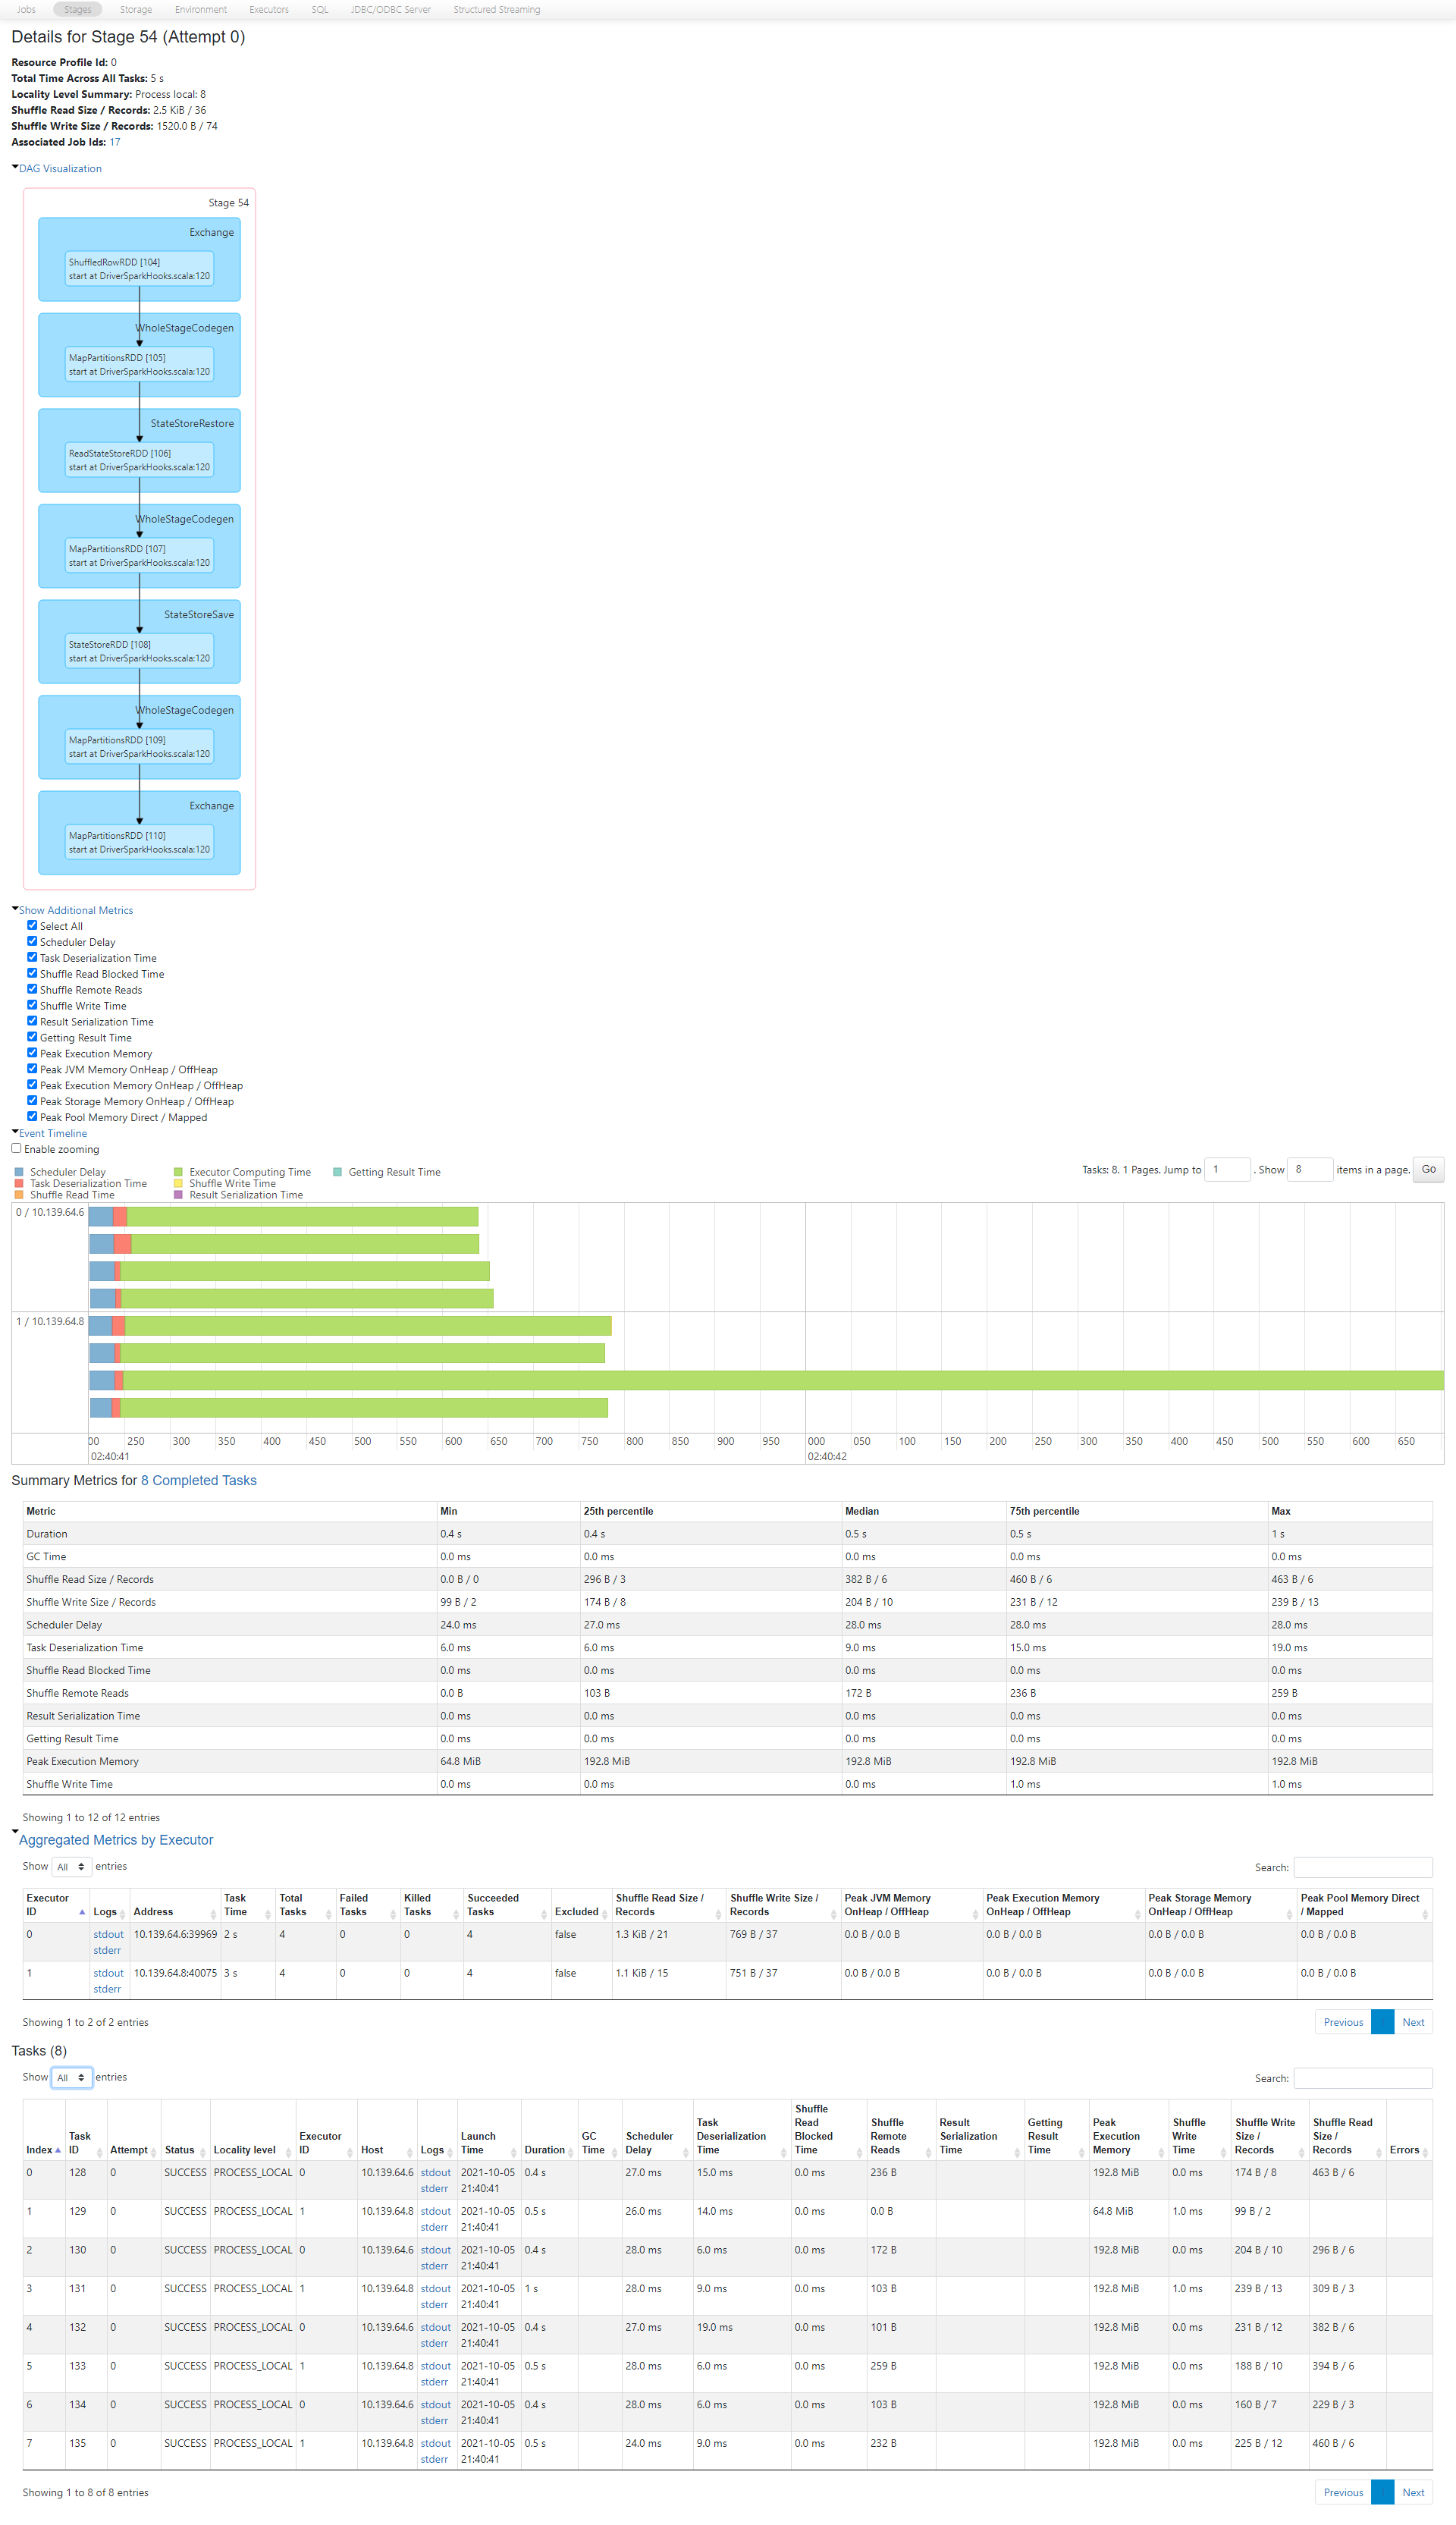 Jobs Stages Storage Environment Executors SQL JDBC/ODBC Server Structured Streaming
Details for Stage 54 (Attempt 0)
Resource Profile Id: 0
Total Time Across All Tasks: 5 s
Locality Level Summary: Process local: 8
Shuffle Read Size / Records: 2.5 KiB / 36
Shuffle Write Size / Records: 1520.0 B / 74
Associated Job Ids: 17
DAG Visualization
Stage 54
Exchange
ShuffledRowRDD [104]
start at DriverSparkHooks.scala:120
WholeStageCodegen
MapPartitionsRDD [105]
start at DriverSparkHooks.scala:120
StateStoreRestore
ReadStateStoreRDD [106]
start at DriverSparkHooks.scala:120
WholeStageCodegen
MapPartitionsRDD [107]
start at DriverSparkHooks.scala:120
StateStoreSave
StateStoreRDD [108]
start at DriverSparkHooks.scala:120
WholeStageCodegen
MapPartitionsRDD [109]
start at DriverSparkHooks.scala:120
Exchange
MapPartitionsRDD [110]
start at DriverSparkHooks.scala:120
Show Additional Metrics
Select All
Scheduler Delay
Task Deserialization Time
Shuffle Read Blocked Time
Shuffle Remote Reads
Shuffle Write Time
Result Serialization Time
Getting Result Time
Peak Execution Memory
Peak JVM Memory OnHeap / OffHeap
Peak Execution Memory OnHeap / OffHeap
Peak Storage Memory OnHeap / OffHeap
Peak Pool Memory Direct / Mapped
Event Timeline
Enable zooming
Scheduler Delay Executor Computing Time Getting Result Time
Task Deserialization Time Shuffle Write Time
Shuffle Read Time Result Serialization Time
Tasks: 8. 1 Pages. Jump to 1 . Show 8 items in a page. Go
0 / 10.139.64.6
1 / 10.139.64.8
00 250 300 350 400 450 500 550 600 650 700 750 800 850 900 950 000 050 100 150 200 250 300 350 400 450 500 550 600 650
02:40:41 02:40:42
Summary Metrics for 8 Completed Tasks
Metric Min 25th percentile Median 75th percentile Max
Duration 0.4 s 0.4 s 0.5 s 0.5 s 1 s
GC Time 0.0 ms 0.0 ms 0.0 ms 0.0 ms 0.0 ms
Shuffle Read Size / Records 0.0 B / 0 296 B / 3 382 B / 6 460 B / 6 463 B / 6
Shuffle Write Size / Records 99 B / 2 174 B / 8 204 B / 10 231 B / 12 239 B / 13
Scheduler Delay 24.0 ms 27.0 ms 28.0 ms 28.0 ms 28.0 ms
Task Deserialization Time 6.0 ms 6.0 ms 9.0 ms 15.0 ms 19.0 ms
Shuffle Read Blocked Time 0.0 ms 0.0 ms 0.0 ms 0.0 ms 0.0 ms
Shuffle Remote Reads 0.0 B 103 B 172 B 236 B 259 B
Result Serialization Time 0.0 ms 0.0 ms 0.0 ms 0.0 ms 0.0 ms
Getting Result Time 0.0 ms 0.0 ms 0.0 ms 0.0 ms 0.0 ms
Peak Execution Memory 64.8 MiB 192.8 MiB 192.8 MiB 192.8 MiB 192.8 MiB
Shuffle Write Time 0.0 ms 0.0 ms 0.0 ms 1.0 ms 1.0 ms
Showing 1 to 12 of 12 entries
Aggregated Metrics by Executor
Show All entries Search:
Executor ID Logs Address Task Time Total Tasks Failed Tasks Killed Tasks Succeeded Tasks Excluded Shuffle Read Size / Records Shuffle Write Size / Records Peak JVM Memory OnHeap / OffHeap Peak Execution Memory OnHeap / OffHeap Peak Storage Memory OnHeap / OffHeap Peak Pool Memory Direct / Mapped
0 stdout stderr 10.139.64.6:39969 2 s 4 0 0 4 false 1.3 KiB / 21 769 B / 37 0.0 B / 0.0 B 0.0 B / 0.0 B 0.0 B / 0.0 B 0.0 B / 0.0 B
1 stdout stderr 10.139.64.8:40075 3 s 4 0 0 4 false 1.1 KiB / 15 751 B / 37 0.0 B / 0.0 B 0.0 B / 0.0 B 0.0 B / 0.0 B 0.0 B / 0.0 B
Showing 1 to 2 of 2 entries Previous Next
Tasks (8)
Show All entries Search:
Index Task ID Attempt Status Locality level Executor ID Host Logs Launch Time Duration GC Time Scheduler Delay Task Deserialization Time Shuffle Read Blocked Time Shuffle Remote Reads Result Serialization Time Getting Result Time Peak Execution Memory Shuffle Write Time Shuffle Write Size / Records Shuffle Read Size / Records Errors
0 128 0 SUCCESS PROCESS_LOCAL 0 10.139.64.6 stdout stderr 2021-10-05 21:40:41 0.4 s 27.0 ms 15.0 ms 0.0 ms 236 B 192.8 MiB 0.0 ms 174 B / 8 463 B / 6
1 129 0 SUCCESS PROCESS_LOCAL 1 10.139.64.8 stdout stderr 2021-10-05 21:40:41 0.5 s 26.0 ms 14.0 ms 0.0 ms 0.0 B 64.8 MiB 1.0 ms 99 B / 2
2 130 0 SUCCESS PROCESS_LOCAL 0 10.139.64.6 stdout stderr 2021-10-05 21:40:41 0.4 s 28.0 ms 6.0 ms 0.0 ms 172 B 192.8 MiB 0.0 ms 204 B / 10 296 B / 6
3 131 0 SUCCESS PROCESS_LOCAL 1 10.139.64.8 stdout stderr 2021-10-05 21:40:41 1 s 28.0 ms 9.0 ms 0.0 ms 103 B 192.8 MiB 1.0 ms 239 B / 13 309 B / 3
4 132 0 SUCCESS PROCESS_LOCAL 0 10.139.64.6 stdout stderr 2021-10-05 21:40:41 0.4 s 27.0 ms 19.0 ms 0.0 ms 101 B 192.8 MiB 0.0 ms 231 B / 12 382 B / 6
5 133 0 SUCCESS PROCESS_LOCAL 1 10.139.64.8 stdout stderr 2021-10-05 21:40:41 0.5 s 28.0 ms 6.0 ms 0.0 ms 259 B 192.8 MiB 0.0 ms 188 B / 10 394 B / 6
6 134 0 SUCCESS PROCESS_LOCAL 0 10.139.64.6 stdout stderr 2021-10-05 21:40:41 0.4 s 28.0 ms 6.0 ms 0.0 ms 103 B 192.8 MiB 0.0 ms 160 B / 7 229 B / 3
7 135 0 SUCCESS PROCESS_LOCAL 1 10.139.64.8 stdout stderr 2021-10-05 21:40:41 0.5 s 24.0 ms 9.0 ms 0.0 ms 232 B 192.8 MiB 0.0 ms 225 B / 12 460 B / 6
Showing 1 to 8 of 8 entries Previous Next